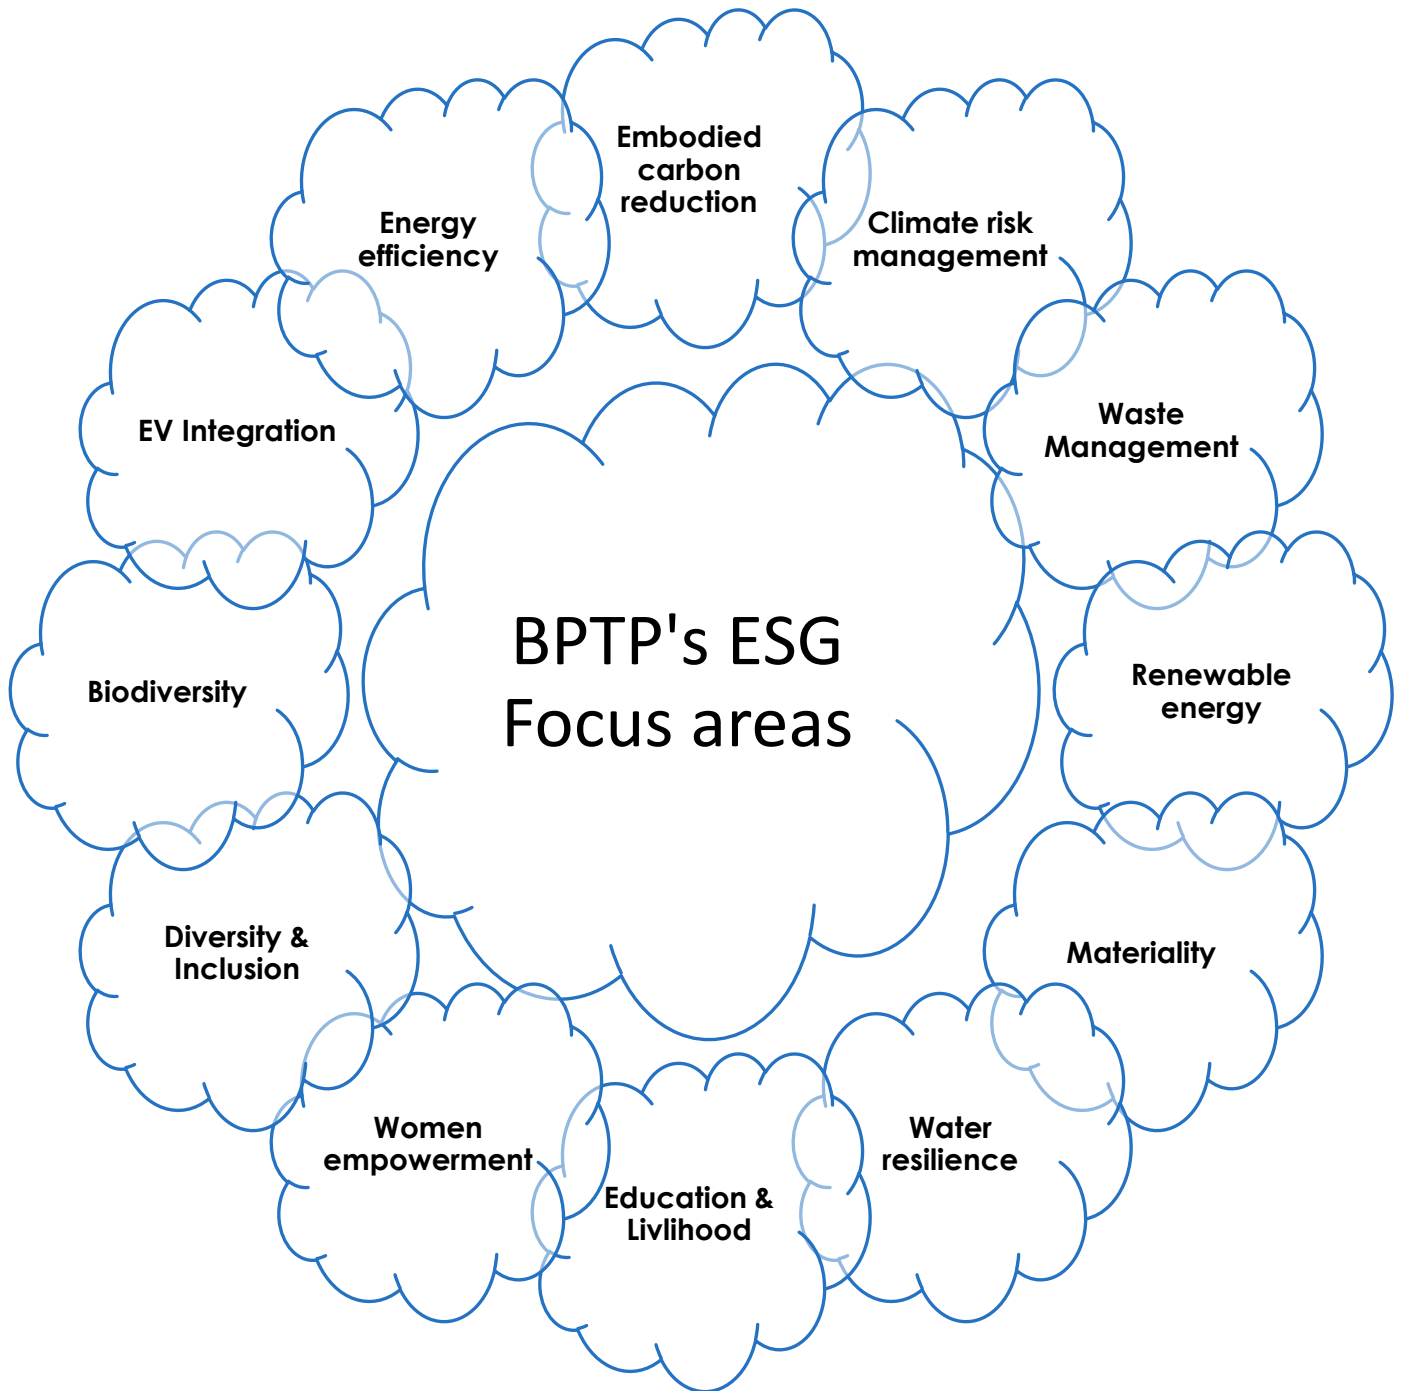 Embodied
carbon
reduction
Climate risk
management
Waste
Management
Renewable
energy
Materiality
Water
resilience
Education &
Livlihood
Women
empowerment
Diversity &
Inclusion
Biodiversity
EV Integration
Energy
efficiency
BPTP's ESG
Focus areas